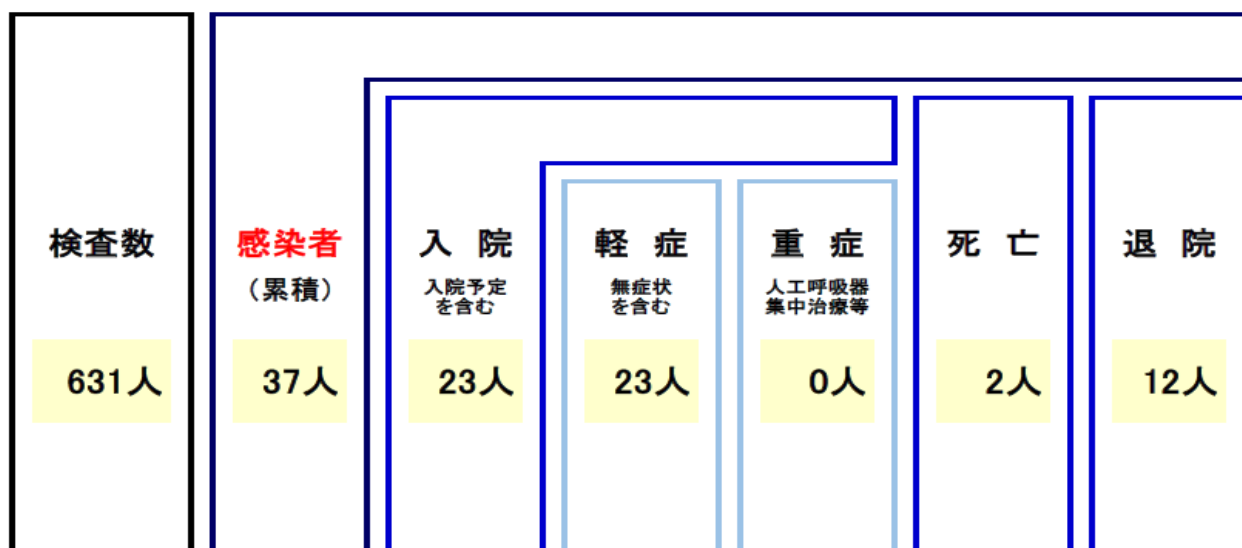 検査数
631人
感染者
（累積）
37人
入 院
入院予定
を含む
23人
軽 症
無症状
を含む
23人
重 症
人工呼吸器
集中治療等
0人
死 亡
2人
退 院
12人